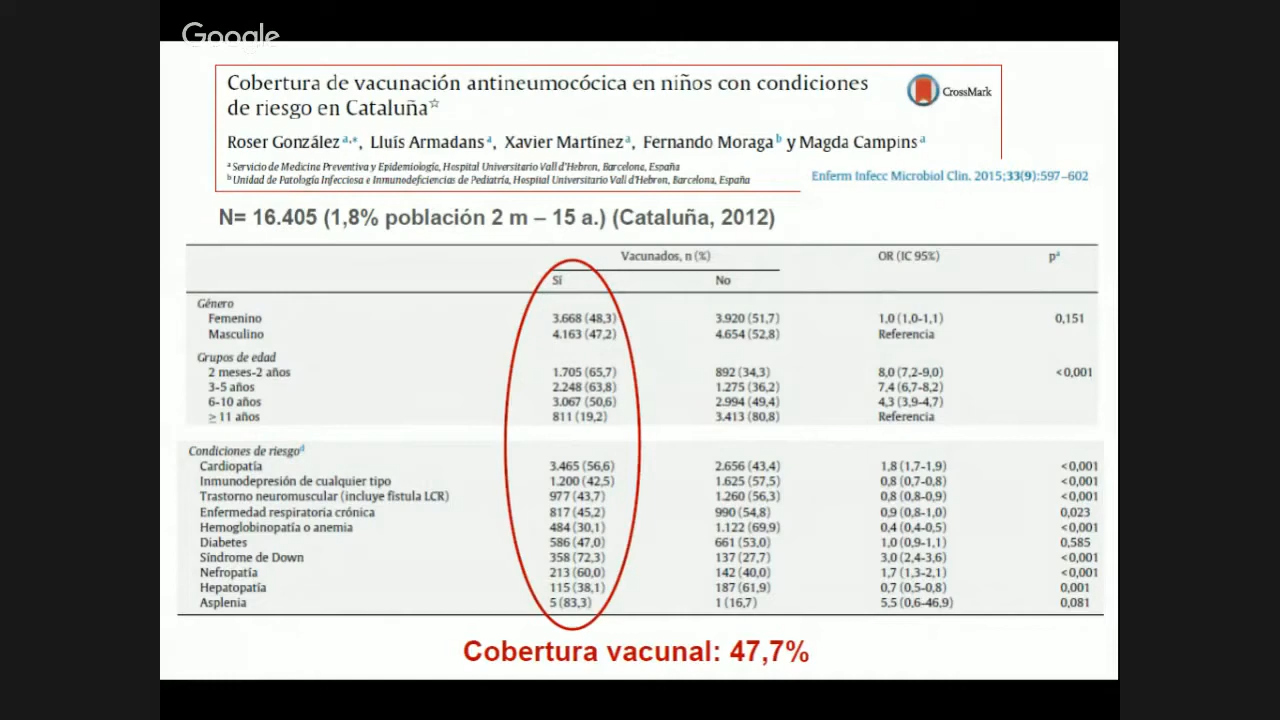 Google
Cobertura de vacunación antineumocócica en niños con condiciones
de riesgo en Cataluña☆
CrossMark
Roser González a,*, Lluís Armadans a, Xavier Martínez a, Fernando Moraga b y Magda Campins a
a Servicio de Medicina Preventiva y Epidemiología, Hospital Universitario Vall d'Hebron, Barcelona, España
b Unidad de Patología Infecciosa e Inmunodeficiencias de Pediatría, Hospital Universitario Vall d'Hebron, Barcelona, España
Enferm Infecc Microbiol Clin. 2015;33(9):597–602
N= 16.405 (1,8% población 2 m – 15 a.) (Cataluña, 2012)
Vacunados, n (%) OR (IC 95%) pa
Sí No
Género
Femenino 3.668 (48,3) 3.920 (51,7) 1,0 (1,0-1,1) 0,151
Masculino 4.163 (47,2) 4.654 (52,8) Referencia
Grupos de edad
2 meses-2 años 1.705 (65,7) 892 (34,3) 8,0 (7,2-9,0) <0,001
3-5 años 2.248 (63,8) 1.275 (36,2) 7,4 (6,7-8,2)
6-10 años 3.067 (50,6) 2.994 (49,4) 4,3 (3,9-4,7)
≥ 11 años 811 (19,2) 3.413 (80,8) Referencia
Condiciones de riesgod
Cardiopatía 3.465 (56,6) 2.656 (43,4) 1,8 (1,7-1,9) <0,001
Inmunodepresión de cualquier tipo 1.200 (42,5) 1.625 (57,5) 0,8 (0,7-0,8) <0,001
Trastorno neuromuscular (incluye fístula LCR) 977 (43,7) 1.260 (56,3) 0,8 (0,8-0,9) <0,001
Enfermedad respiratoria crónica 817 (45,2) 990 (54,8) 0,9 (0,8-1,0) 0,023
Hemoglobinopatía o anemia 484 (30,1) 1.122 (69,9) 0,4 (0,4-0,5) <0,001
Diabetes 586 (47,0) 661 (53,0) 1,0 (0,9-1,1) 0,585
Síndrome de Down 358 (72,3) 137 (27,7) 3,0 (2,4-3,6) <0,001
Nefropatía 213 (60,0) 142 (40,0) 1,7 (1,3-2,1) <0,001
Hepatopatía 115 (38,1) 187 (61,9) 0,7 (0,5-0,8) 0,001
Asplenia 5 (83,3) 1 (16,7) 5,5 (0,6-46,9) 0,081
Cobertura vacunal: 47,7%